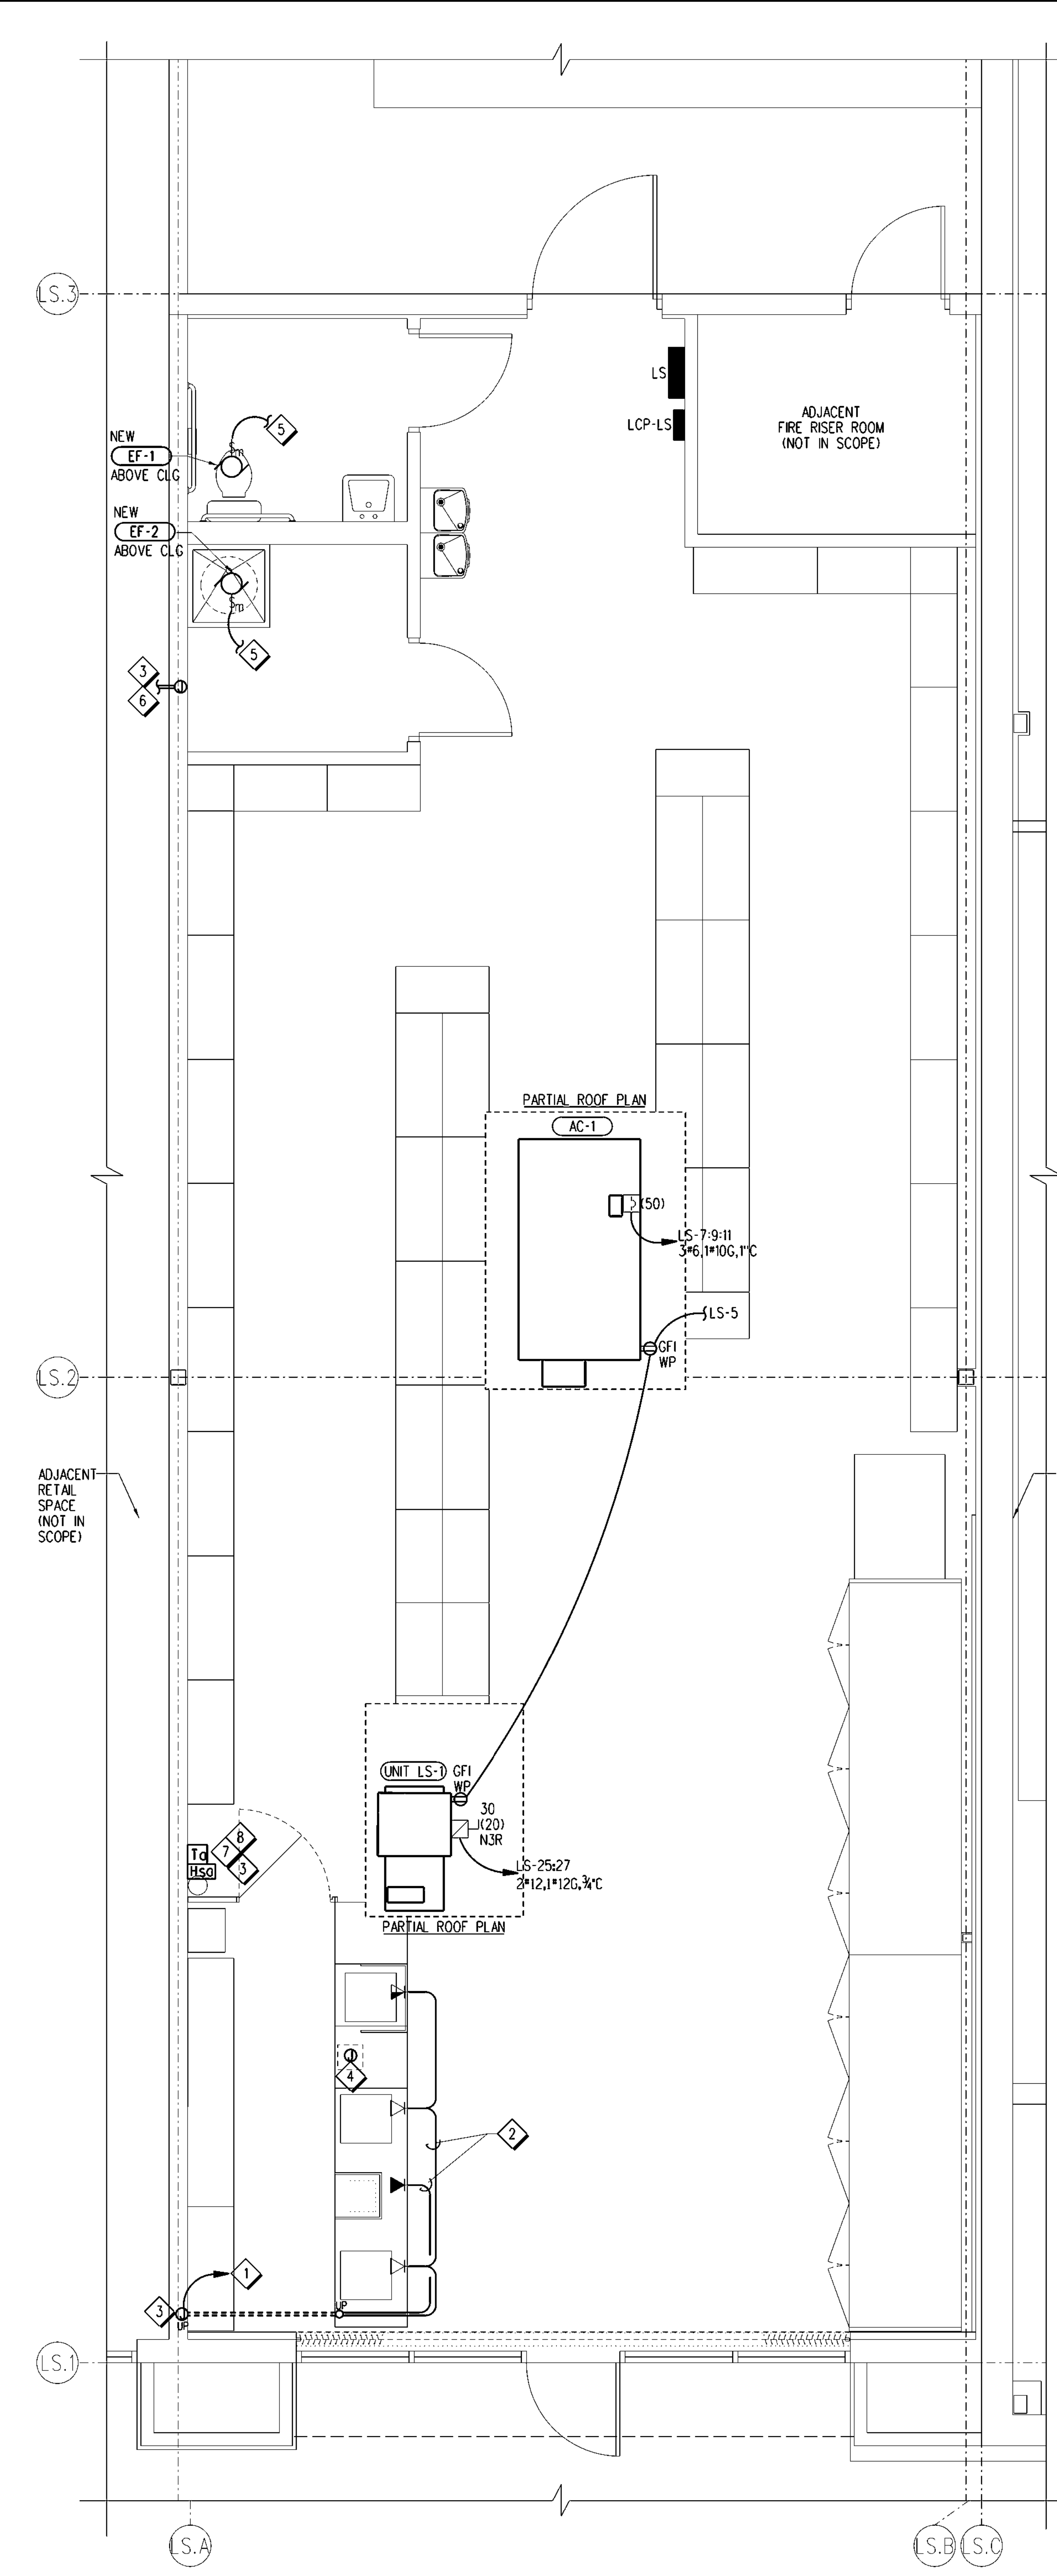 LS.3
LS
LCP-LS
ADJACENT
FIRE RISER ROOM
(NOT IN SCOPE)
5
NEW
EF-1
ABOVE CLG
Sm
NEW
EF-2
ABOVE CLG
Sm
5
3
6
J
PARTIAL ROOF PLAN
AC-1
(50)
LS-7:9:11
3#6,1#10G,1"C
LS-5
GFI
WP
LS.2
ADJACENT
RETAIL
SPACE
(NOT IN
SCOPE)
UNIT LS-1
GFI
WP
30
(20)
N3R
LS-25:27
2#12,1#12G,¾"C
PARTIAL ROOF PLAN
8
7
3
To
Hso
J
4
2
1
3
UP
UP
LS.1
LS.A
LS.B
LS.C